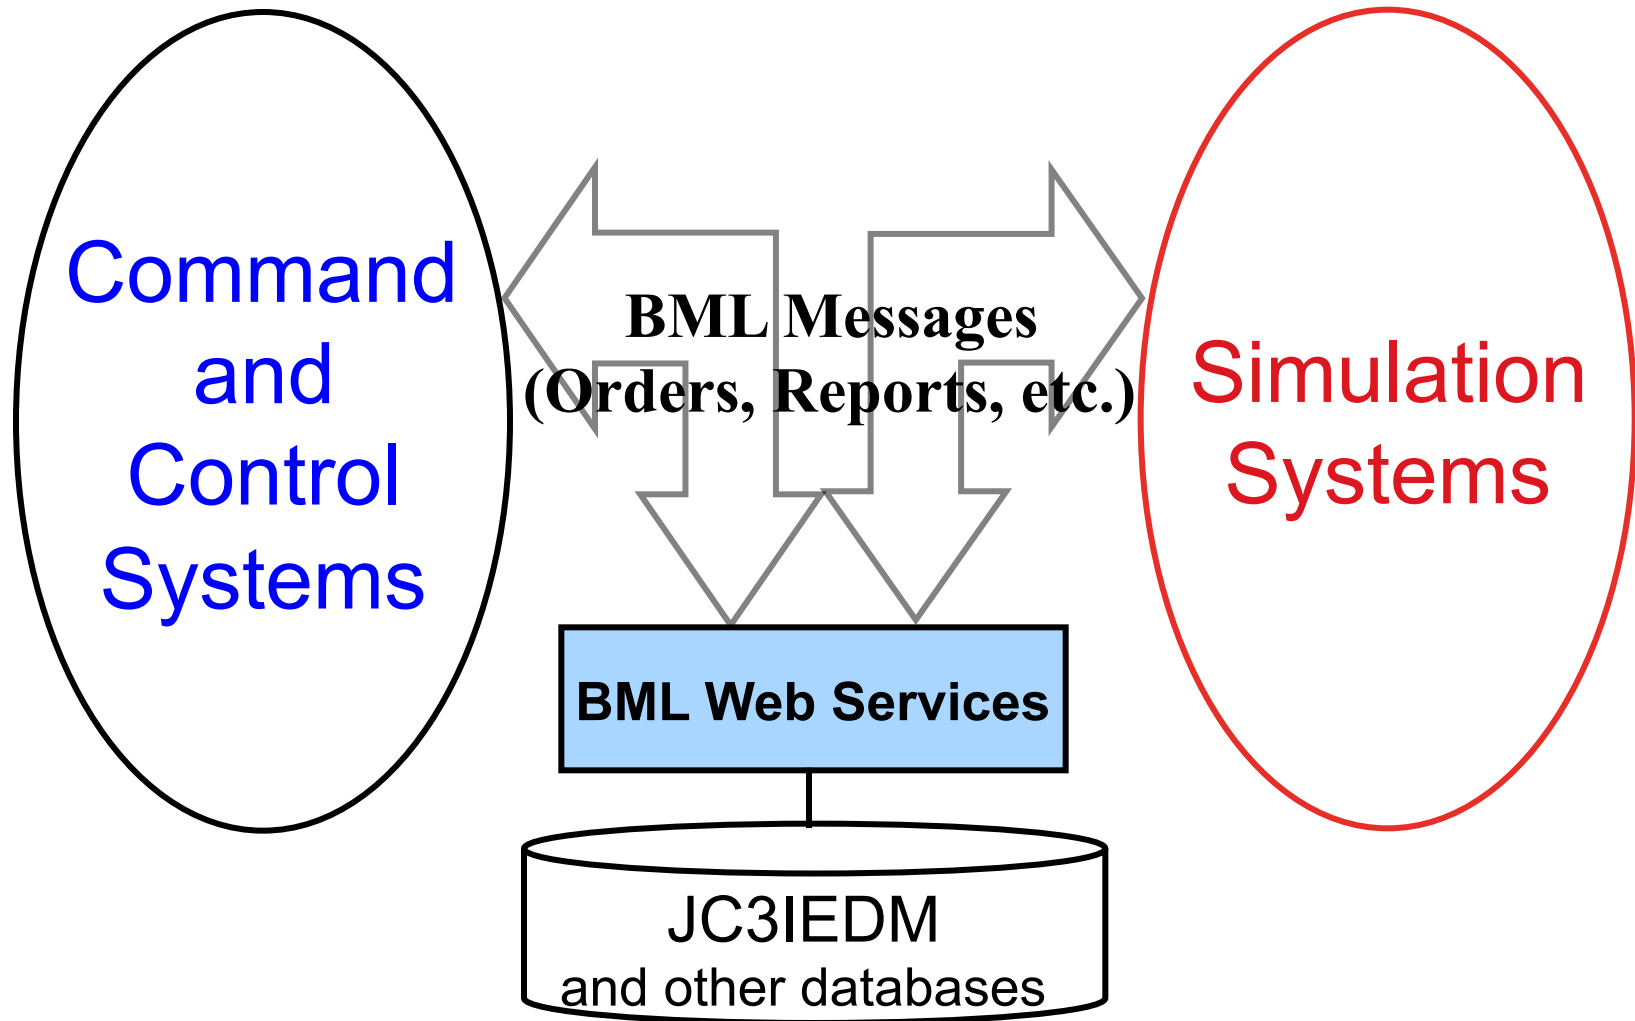 Command
and
Control
Systems
BML Messages
(Orders, Reports, etc.)
Simulation
Systems
BML Web Services
JC3IEDM
and other databases